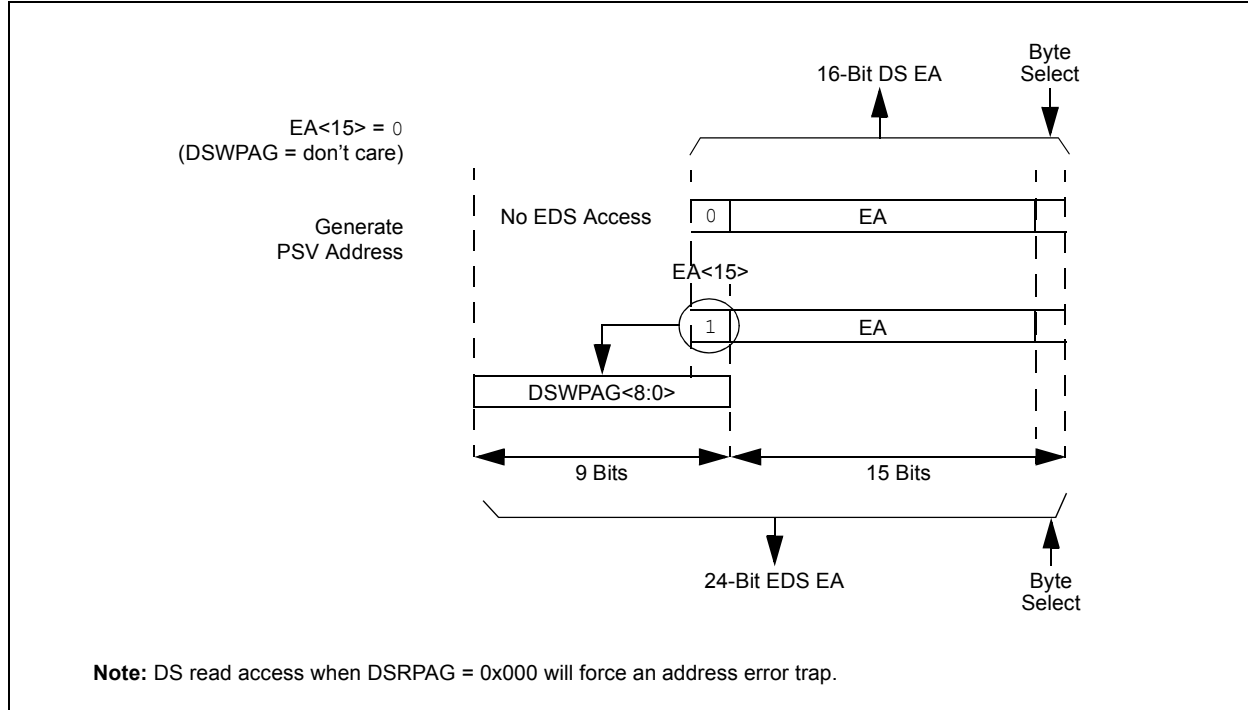 16-Bit DS EA
Byte
Select
EA<15> = 0
(DSWPAG = don't care)
Generate
PSV Address
No EDS Access
0
EA
EA<15>
1
EA
DSWPAG<8:0>
9 Bits
15 Bits
24-Bit EDS EA
Byte
Select
Note: DS read access when DSRPAG = 0x000 will force an address error trap.